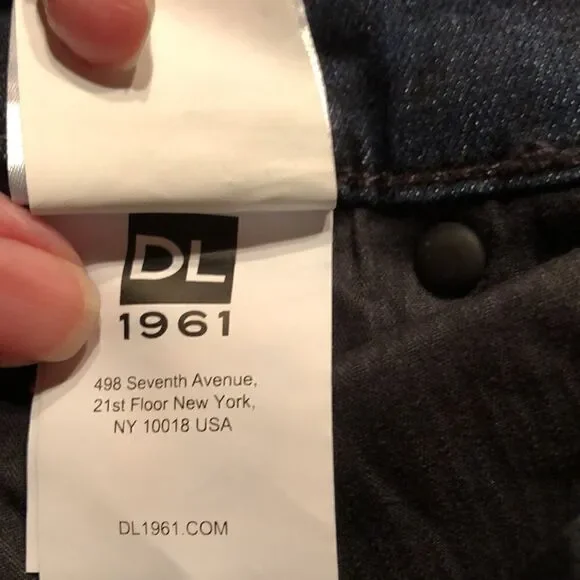 DL
1961
498 Seventh Avenue,
21st Floor New York,
NY 10018 USA
DL1961.COM